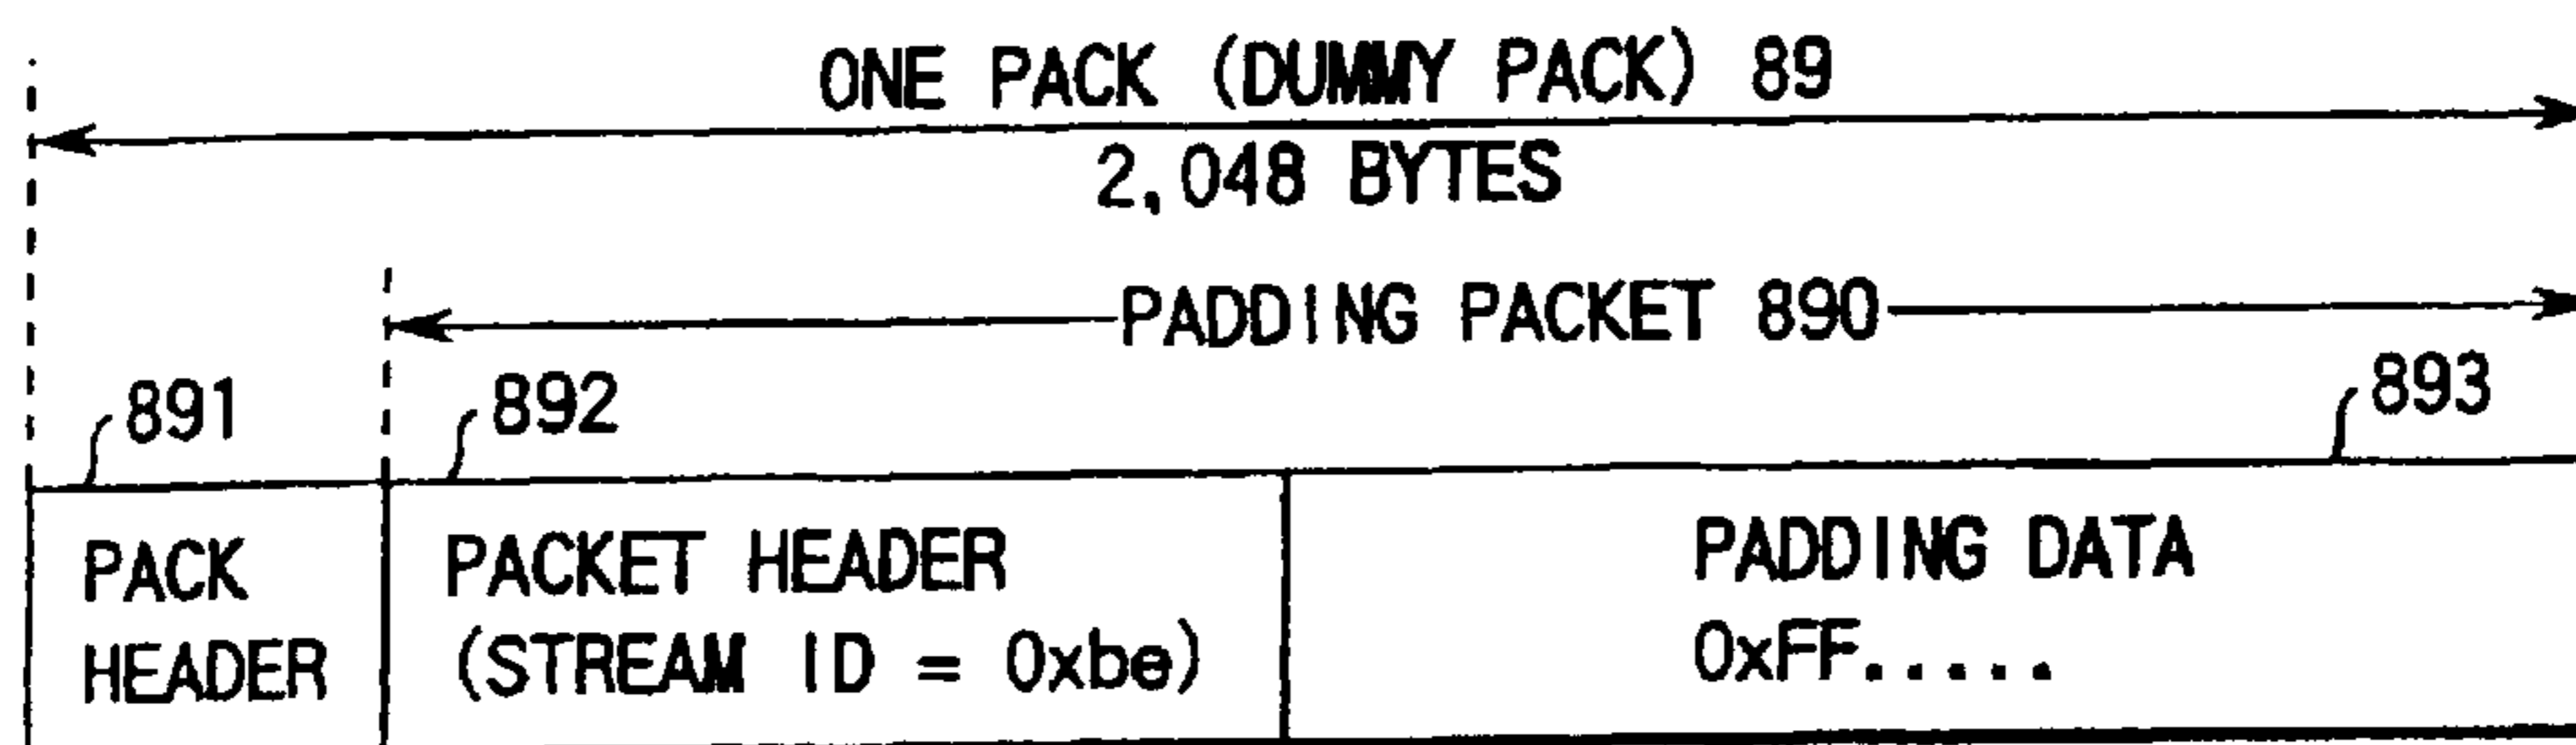 ONE PACK (DUMMY PACK) 89
2,048 BYTES
PADDING PACKET 890
891
892
893
PACK
HEADER
PACKET HEADER
(STREAM ID = 0xbe)
PADDING DATA
0xFF.....